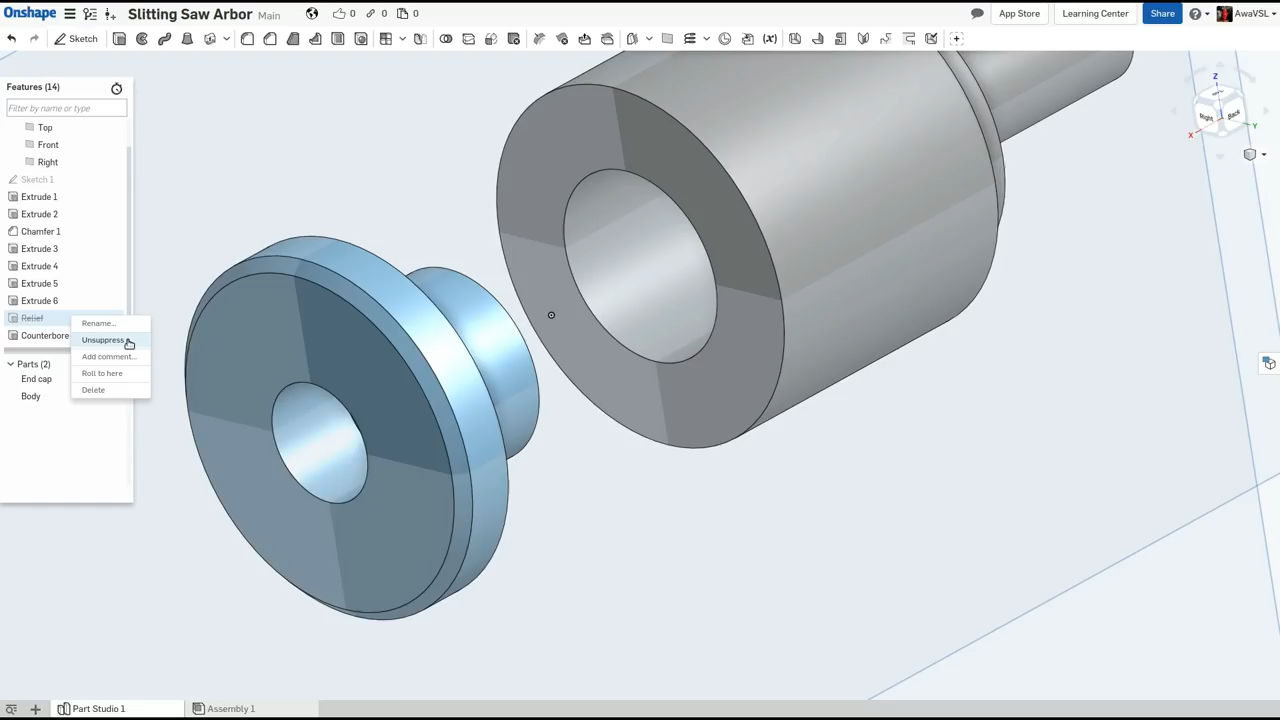 Onshape
Slitting Saw Arbor Main
0
0
0
App Store
Learning Center
Share
AwaVSL
Sketch
(x)
Features (14)
Filter by name or type
Top
Front
Right
Sketch 1
Extrude 1
Extrude 2
Chamfer 1
Extrude 3
Extrude 4
Extrude 5
Extrude 6
Relief
Counterbore
Rename...
Unsuppress
Add comment...
Roll to here
Delete
Parts (2)
End cap
Body
Z
Right
Back
X
Y
Part Studio 1
Assembly 1